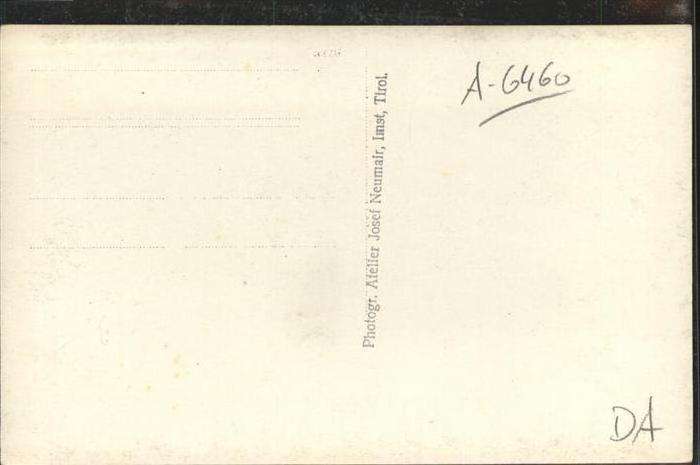 A-6460
Photogr. Atelier Josef Neumair, Imst, Tirol.
DA